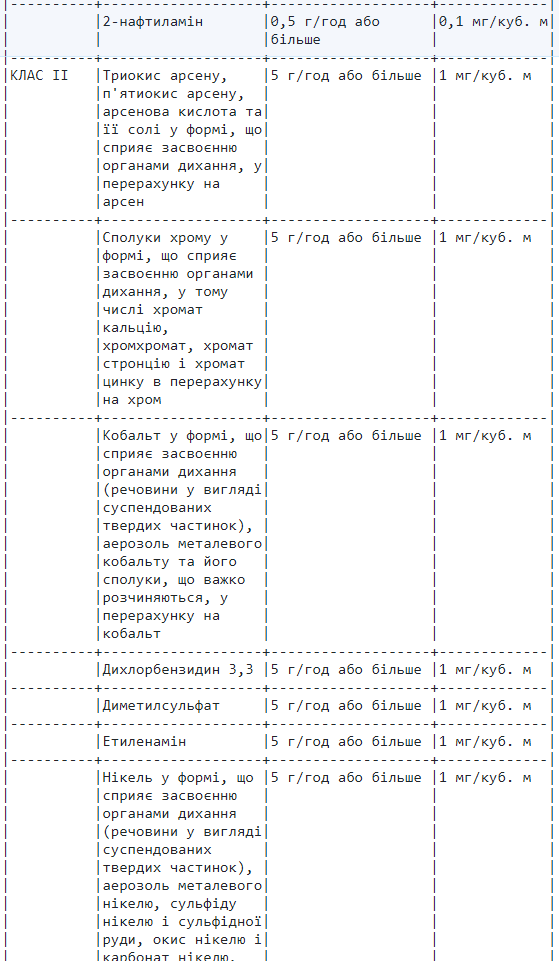 2-нафтиламін 0,5 г/год або 0,1 мг/куб. м
більше
КЛАС II Триокис арсену, 5 г/год або більше 1 мг/куб. м
п'ятиокис арсену,
арсенова кислота та
її солі у формі, що
сприяє засвоєнню
органами дихання, у
перерахунку на
арсен
Сполуки хрому у 5 г/год або більше 1 мг/куб. м
формі, що сприяє
засвоєнню органами
дихання, у тому
числі хромат
кальцію,
хромхромат, хромат
стронцію і хромат
цинку в перерахунку
на хром
Кобальт у формі, що 5 г/год або більше 1 мг/куб. м
сприяє засвоєнню
органами дихання
(речовини у вигляді
суспендованих
твердих частинок),
аерозоль металевого
кобальту та його
сполуки, що важко
розчиняються, у
перерахунку на
кобальт
Дихлорбензидин 3,3 5 г/год або більше 1 мг/куб. м
Диметилсульфат 5 г/год або більше 1 мг/куб. м
Етиленамін 5 г/год або більше 1 мг/куб. м
Нікель у формі, що 5 г/год або більше 1 мг/куб. м
сприяє засвоєнню
органами дихання
(речовини у вигляді
суспендованих
твердих частинок),
аерозоль металевого
нікелю, сульфіду
нікелю і сульфідної
руди, окис нікелю і
карбонат нікелю,